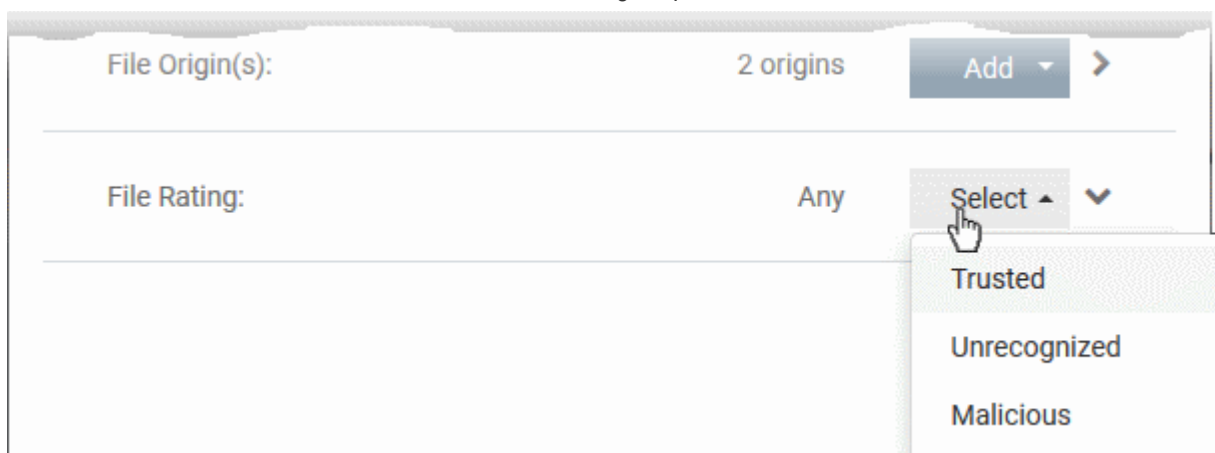 File Origin(s): 2 origins Add
File Rating: Any Select
Trusted
Unrecognized
Malicious